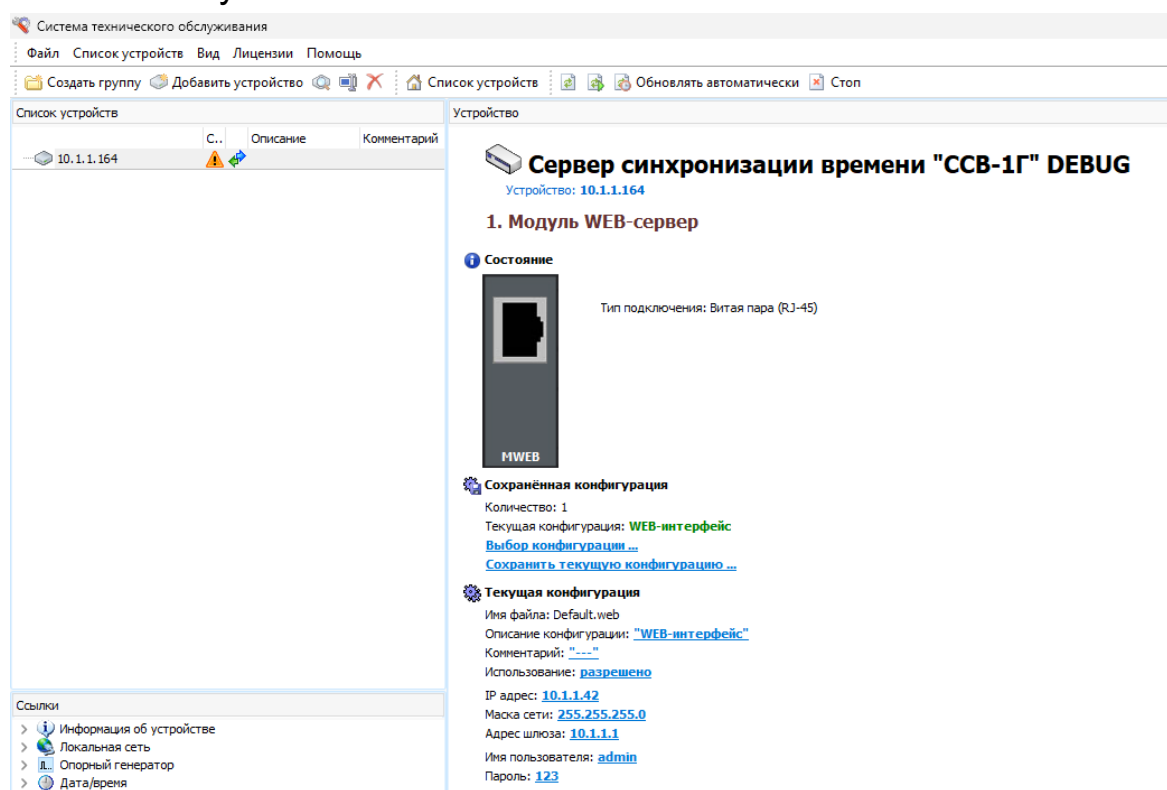 Система технического обслуживания
Файл Список устройств Вид Лицензии Помощь
Создать группу Добавить устройство Список устройств Обновлять автоматически Стоп
Список устройств
С.. Описание Комментарий
10.1.1.164
Устройство
Сервер синхронизации времени "ССВ-1Г" DEBUG
Устройство: 10.1.1.164
1. Модуль WEB-сервер
Состояние
Тип подключения: Витая пара (RJ-45)
MWEB
Сохранённая конфигурация
Количество: 1
Текущая конфигурация: WEB-интерфейс
Выбор конфигурации ...
Сохранить текущую конфигурацию ...
Текущая конфигурация
Имя файла: Default.web
Описание конфигурации: "WEB-интерфейс"
Комментарий: "---"
Использование: разрешено
IP адрес: 10.1.1.42
Маска сети: 255.255.255.0
Адрес шлюза: 10.1.1.1
Имя пользователя: admin
Пароль: 123
Ссылки
Информация об устройстве
Локальная сеть
Опорный генератор
Дата/время